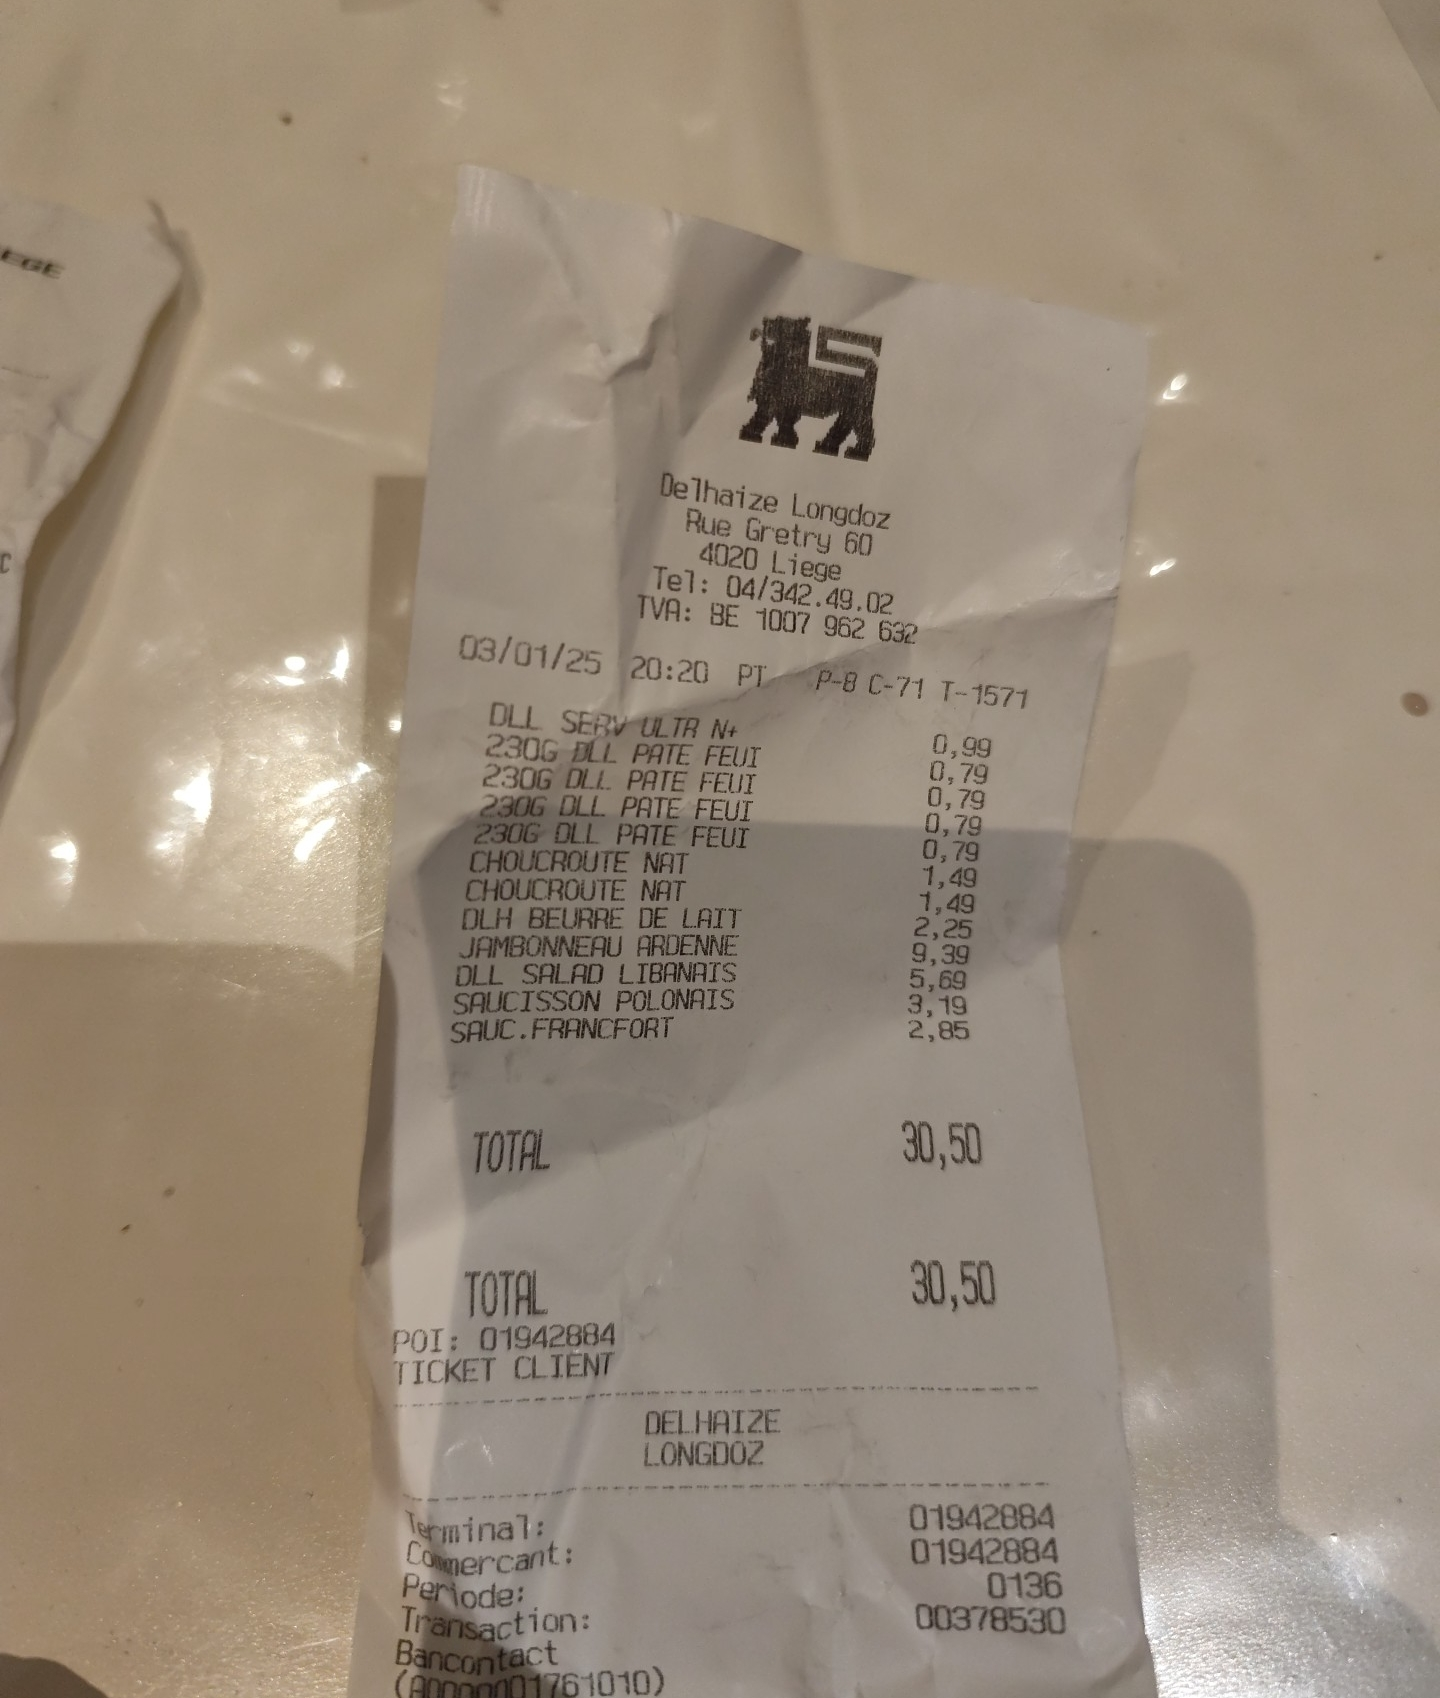 EGE
C
Delhaize Longdoz
Rue Gretry 60
4020 Liege
Tel: 04/342.49.02
TVA: BE 1007 962 632
03/01/25 20:20 PT P-8 C-71 T-1571
DLL SERV ULTR N+ 0,99
230G DLL PATE FEUI 0,79
230G DLL PATE FEUI 0,79
230G DLL PATE FEUI 0,79
230G DLL PATE FEUI 0,79
CHOUCROUTE NAT 1,49
CHOUCROUTE NAT 1,49
DLH BEURRE DE LAIT 2,25
JAMBONNEAU ARDENNE 9,39
DLL SALAD LIBANAIS 5,69
SAUCISSON POLONAIS 3,19
SAUC.FRANCFORT 2,85
TOTAL 30,50
TOTAL 30,50
POI: 01942884
TICKET CLIENT
DELHAIZE
LONGDOZ
Terminal: 01942884
Commercant: 01942884
Periode: 0136
Transaction: 00378530
Bancontact
(A0000001761010)